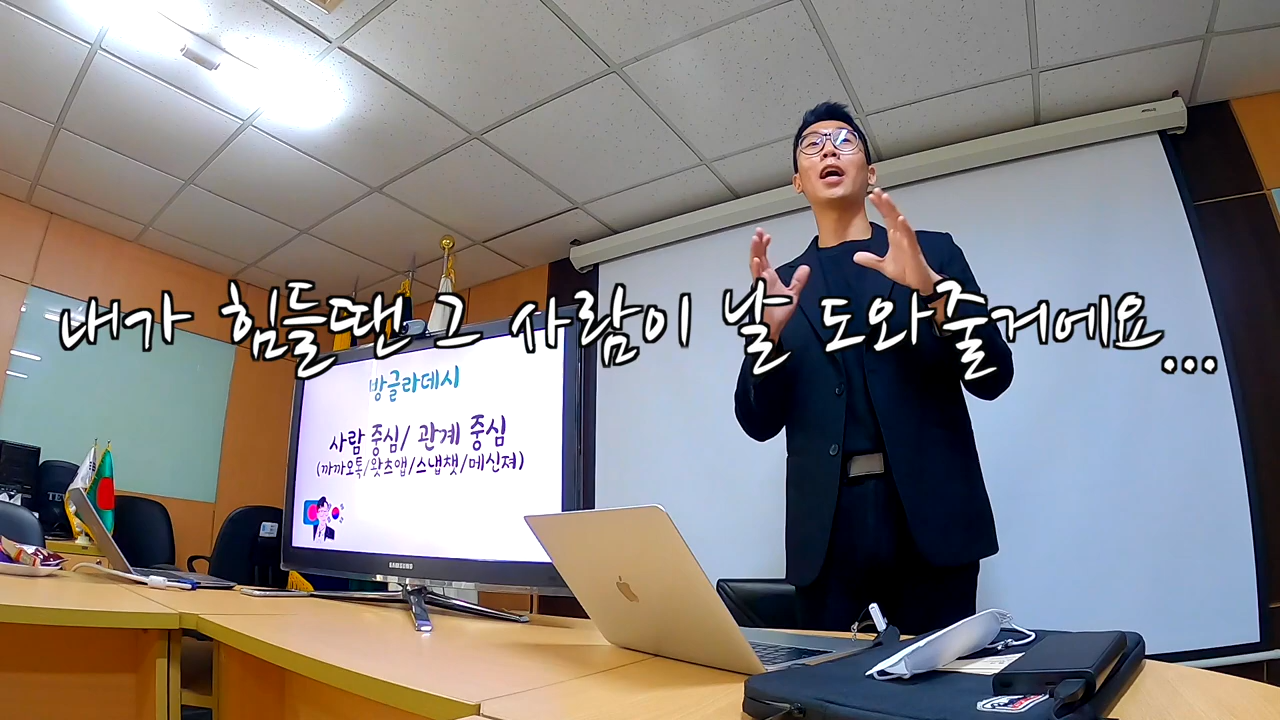 내가 힘들땐 그 사람이 날 도와줄거에요...
방글라데시
사람 중심/ 관계 중심
(까까오톡/왓츠앱/스냅챗/메신져)
SAMSUNG